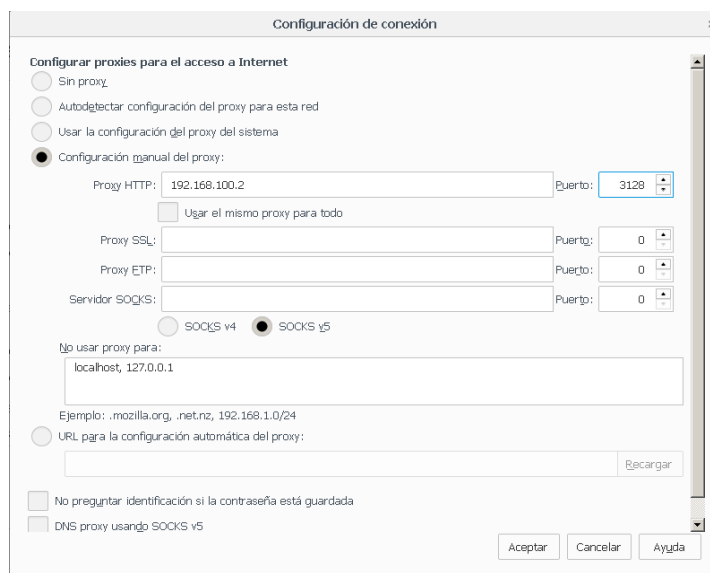 Configuración de conexión
Configurar proxies para el acceso a Internet
Sin proxy
Autodetectar configuración del proxy para esta red
Usar la configuración del proxy del sistema
Configuración manual del proxy:
Proxy HTTP: 192.168.100.2 Puerto: 3128
Usar el mismo proxy para todo
Proxy SSL: Puerto: 0
Proxy FTP: Puerto: 0
Servidor SOCKS: Puerto: 0
SOCKS v4 SOCKS v5
No usar proxy para:
localhost, 127.0.0.1
Ejemplo: .mozilla.org, .net.nz, 192.168.1.0/24
URL para la configuración automática del proxy:
Recargar
No preguntar identificación si la contraseña está guardada
DNS proxy usando SOCKS v5
Aceptar Cancelar Ayuda